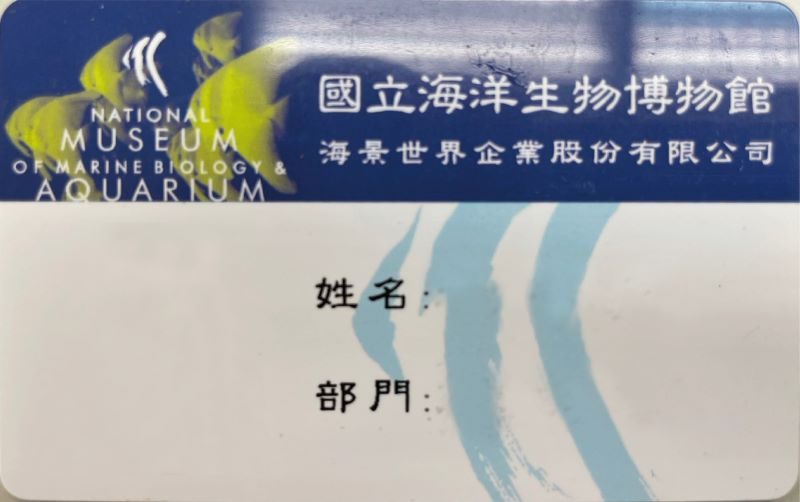 NATIONAL
MUSEUM
OF MARINE BIOLOGY &
AQUARIUM
國立海洋生物博物館
海景世界企業股份有限公司
姓名:
部門: